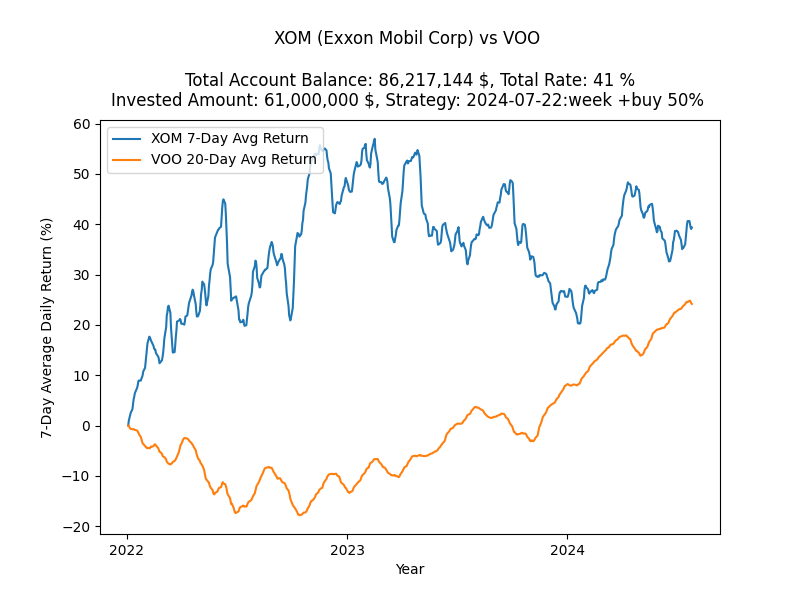 XOM (Exxon Mobil Corp) vs VOO
Total Account Balance: 86,217,144 $, Total Rate: 41 %
Invested Amount: 61,000,000 $, Strategy: 2024-07-22:week +buy 50%
XOM 7-Day Avg Return
VOO 20-Day Avg Return
7-Day Average Daily Return (%)
60
50
40
30
20
10
0
−10
−20
2022
2023
2024
Year